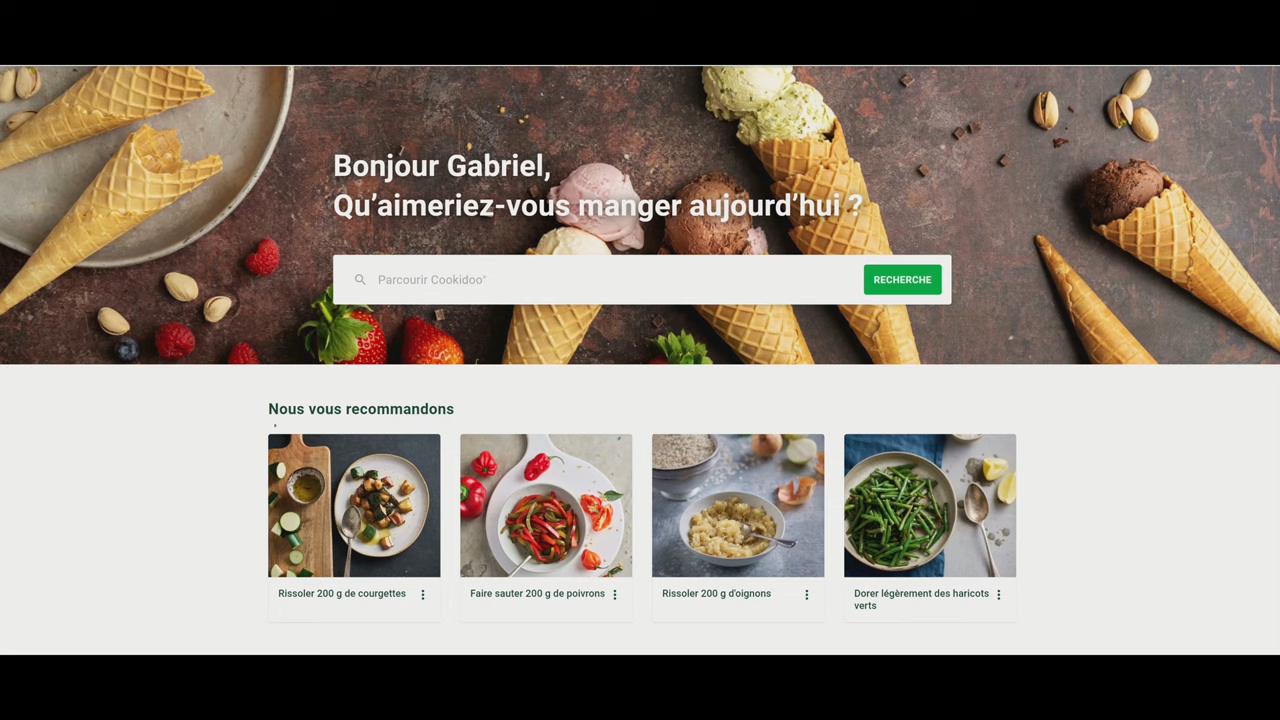 Bonjour Gabriel,
Qu’aimeriez-vous manger aujourd’hui ?
Parcourir Cookidoo®
RECHERCHE
Nous vous recommandons
Rissoler 200 g de courgettes
Faire sauter 200 g de poivrons
Rissoler 200 g d'oignons
Dorer légèrement des haricots
verts